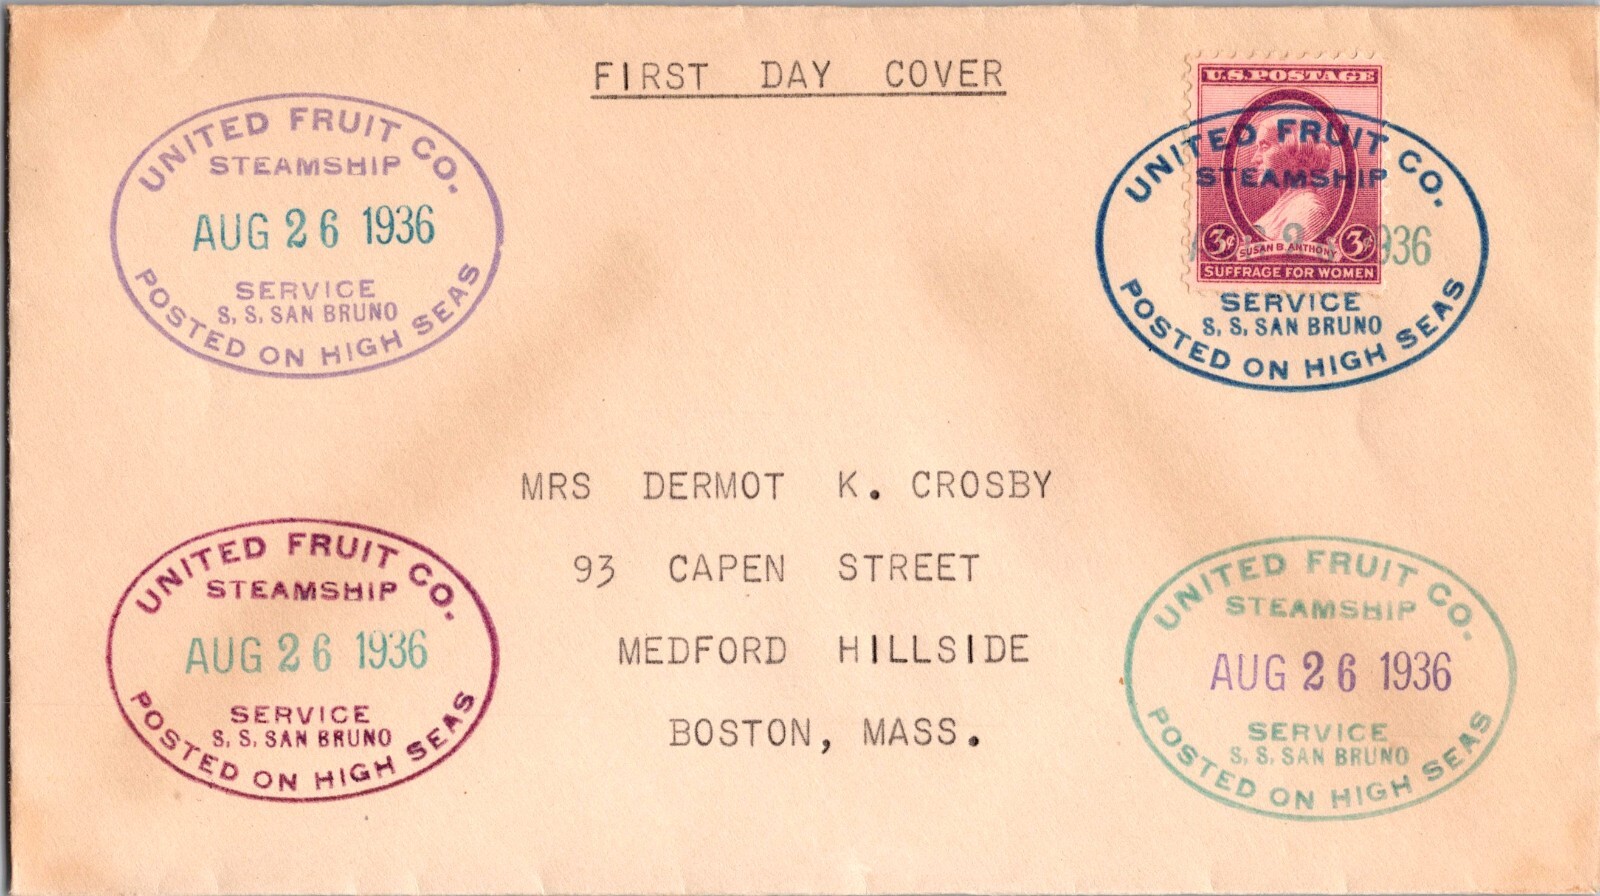 FIRST DAY COVER
UNITED FRUIT CO.
STEAMSHIP
AUG 26 1936
SERVICE
S. S. SAN BRUNO
POSTED ON HIGH SEAS
U.S. POSTAGE
3¢ SUSAN B. ANTHONY 3¢
SUFFRAGE FOR WOMEN
UNITED FRUIT CO.
STEAMSHIP
1936
SERVICE
S. S. SAN BRUNO
POSTED ON HIGH SEAS
MRS DERMOT K. CROSBY
93 CAPEN STREET
MEDFORD HILLSIDE
BOSTON, MASS.
UNITED FRUIT CO.
STEAMSHIP
AUG 26 1936
SERVICE
S. S. SAN BRUNO
POSTED ON HIGH SEAS
UNITED FRUIT CO.
STEAMSHIP
AUG 26 1936
SERVICE
S. S. SAN BRUNO
POSTED ON HIGH SEAS